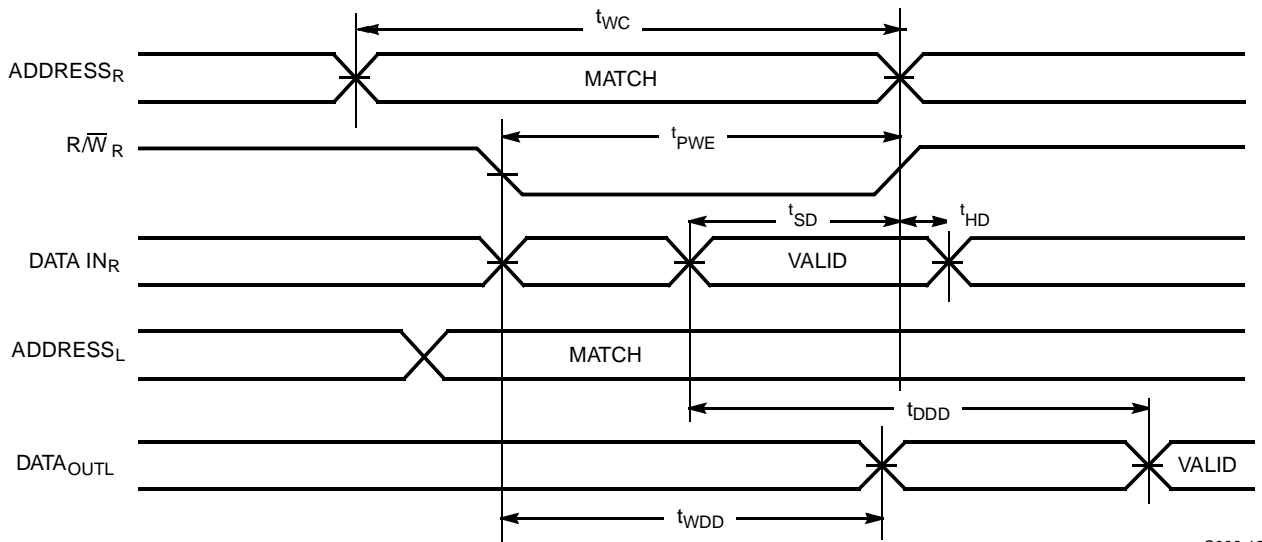 tWC
ADDRESSR
MATCH
R/W̅ R
tPWE
tSD
tHD
DATA INR
VALID
ADDRESSL
MATCH
tDDD
DATAOUTL
VALID
tWDD